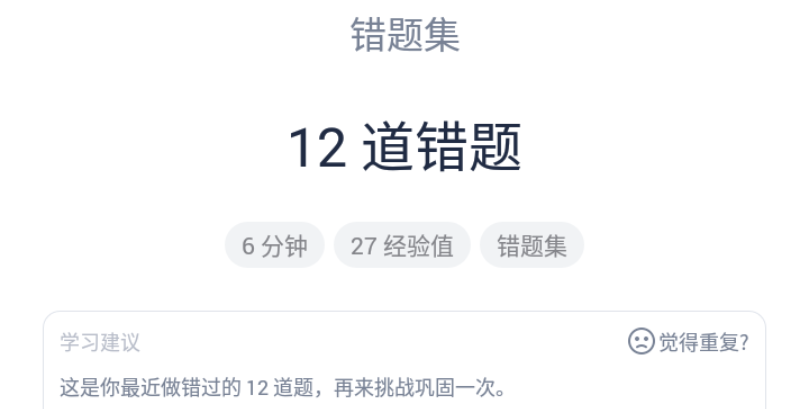 错题集
12 道错题
6 分钟 27 经验值 错题集
学习建议 觉得重复?
这是你最近做错过的 12 道题，再来挑战巩固一次。